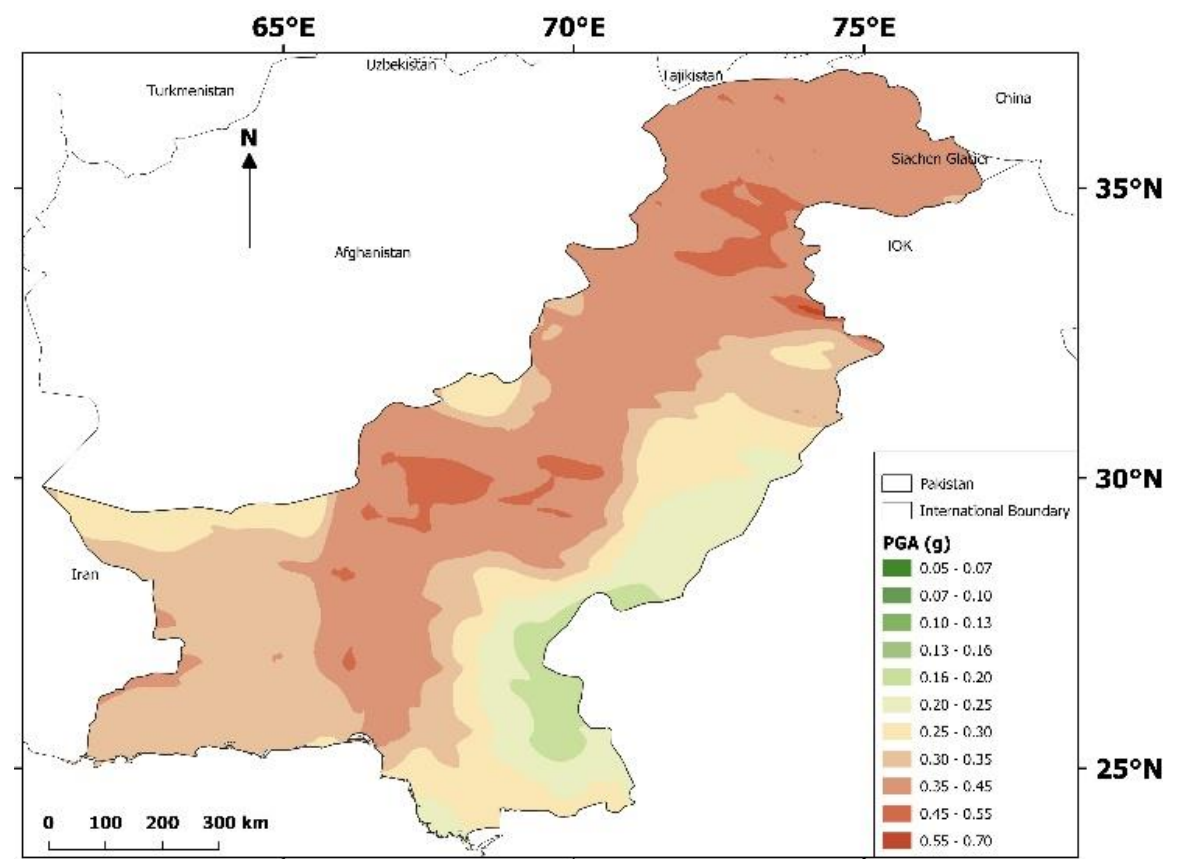 65°E 70°E 75°E
Uzbekistan
Tajikistan
Turkmenistan
China
N
Siachen Glacier
35°N
IOK
Afghanistan
30°N
Pakistan
International Boundary
PGA (g)
Iran
0.05 - 0.07
0.07 - 0.10
0.10 - 0.13
0.13 - 0.16
0.16 - 0.20
0.20 - 0.25
0.25 - 0.30
0.30 - 0.35
25°N
0.35 - 0.45
0.45 - 0.55
0.55 - 0.70
0 100 200 300 km